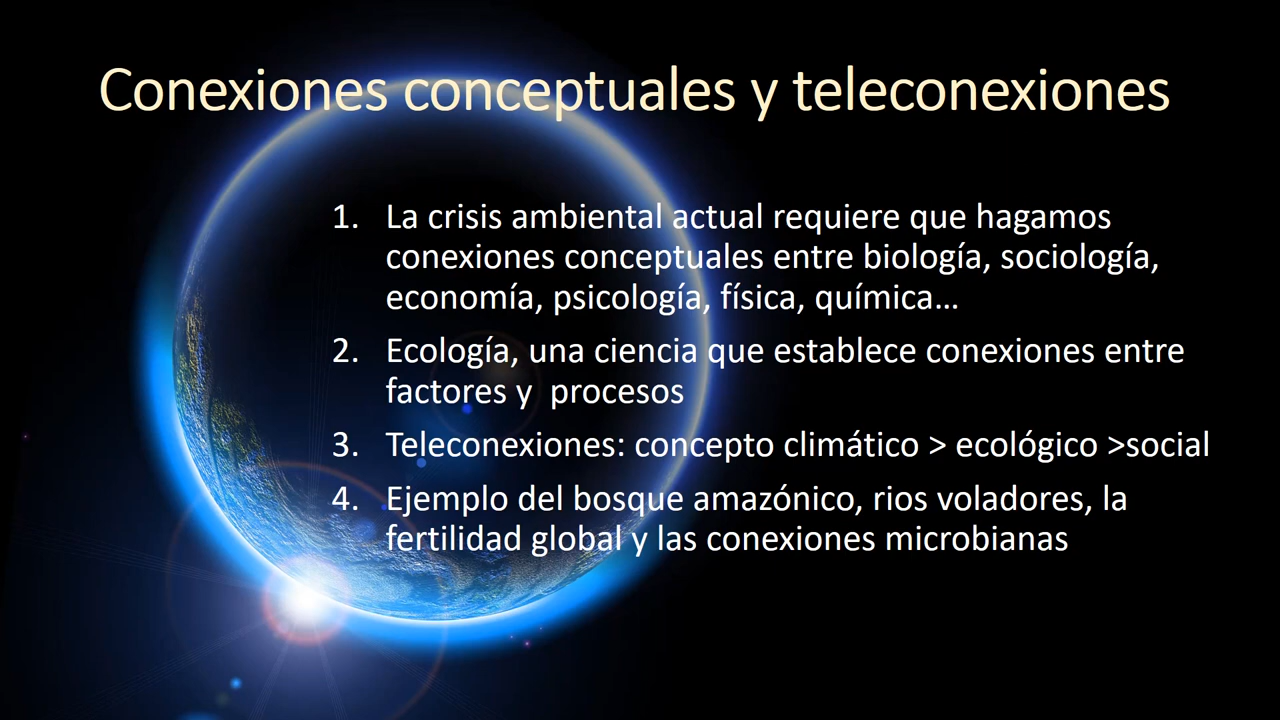 Conexiones conceptuales y teleconexiones
1. La crisis ambiental actual requiere que hagamos
conexiones conceptuales entre biología, sociología,
economía, psicología, física, química…
2. Ecología, una ciencia que establece conexiones entre
factores y  procesos
3. Teleconexiones: concepto climático > ecológico >social
4. Ejemplo del bosque amazónico, rios voladores, la
fertilidad global y las conexiones microbianas